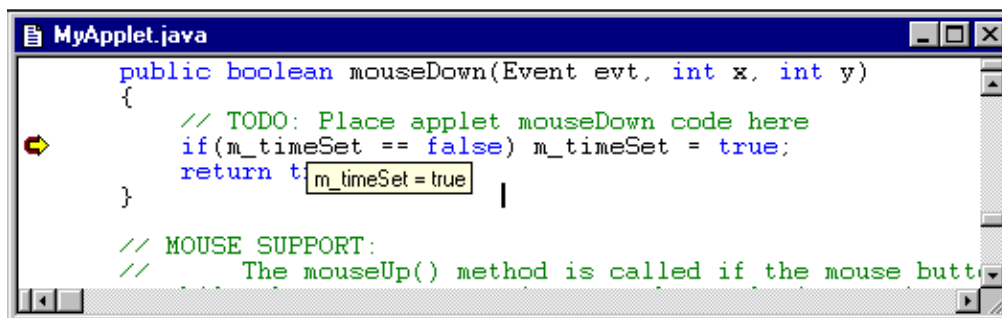 MyApplet.java
public boolean mouseDown(Event evt, int x, int y)
{
// TODO: Place applet mouseDown code here
if(m_timeSet == false) m_timeSet = true;
return t
m_timeSet = true
}
// MOUSE SUPPORT:
// The mouseUp() method is called if the mouse butt